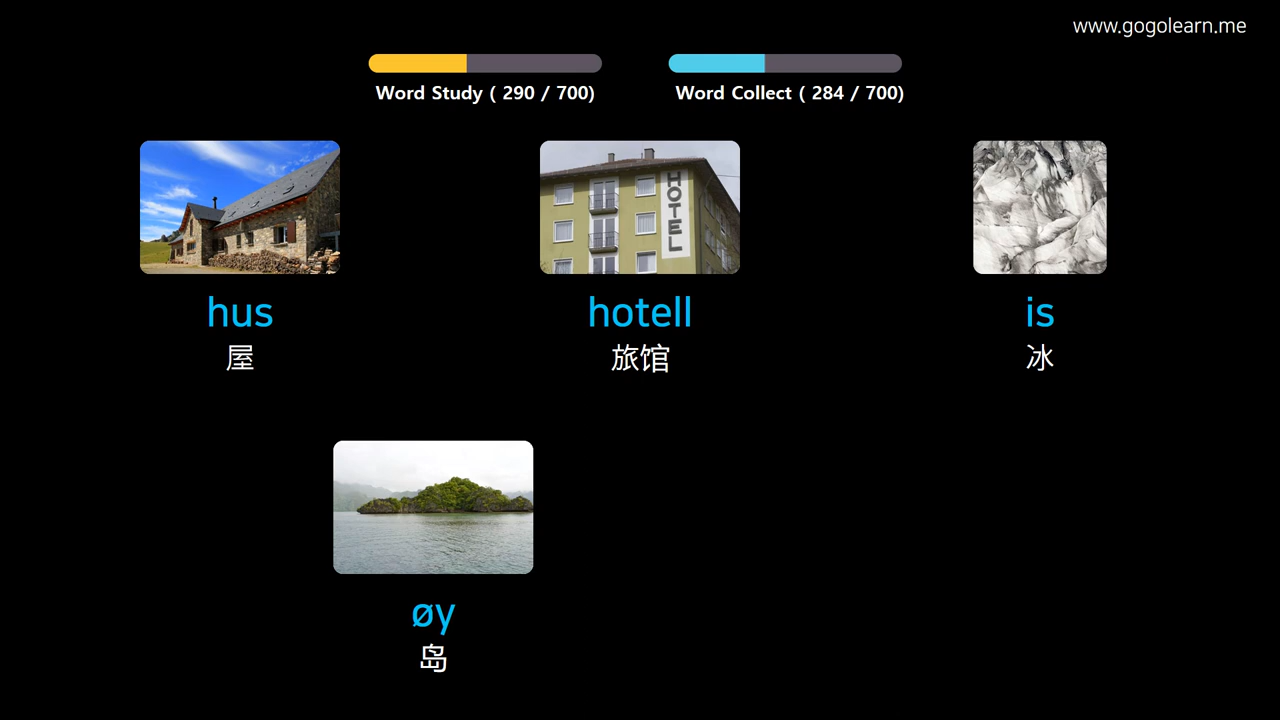 www.gogolearn.me
Word Study ( 290 / 700)
Word Collect ( 284 / 700)
HOTEL
hus
hotell
is
屋
旅馆
冰
øy
岛